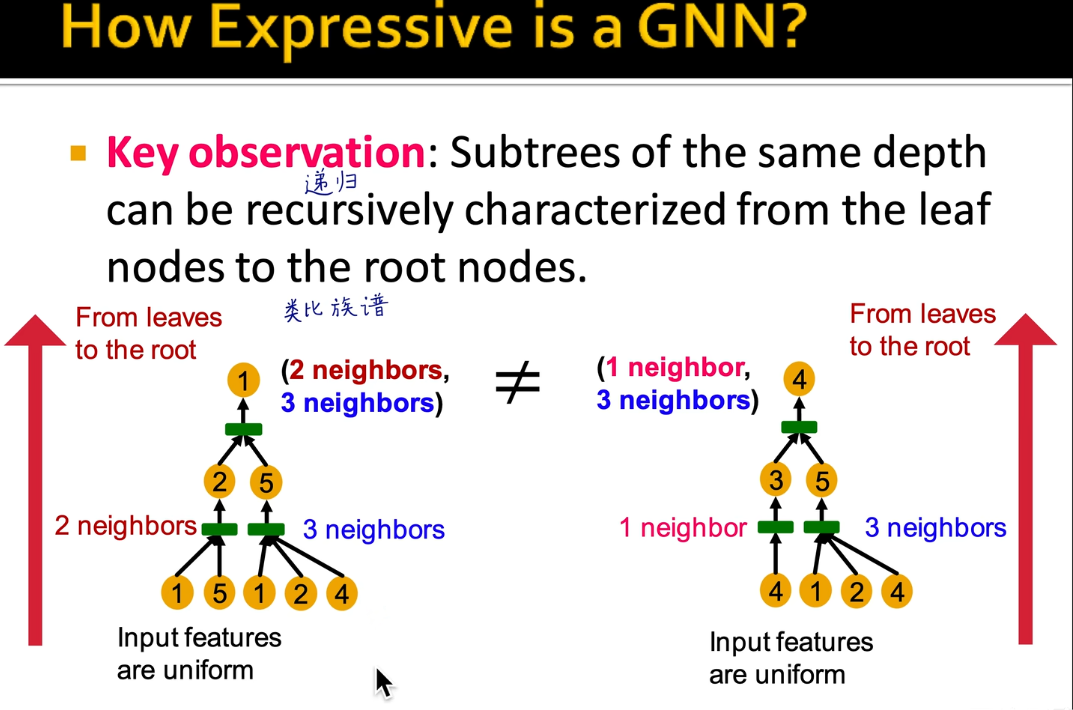 How Expressive is a GNN?
Key observation: Subtrees of the same depth
递归
can be recursively characterized from the leaf
nodes to the root nodes.
类比族谱
From leaves
to the root
1
(2 neighbors,
3 neighbors)
≠
(1 neighbor,
3 neighbors)
4
From leaves
to the root
2 5
3 5
2 neighbors
3 neighbors
1 neighbor
3 neighbors
1 5 1 2 4
4 1 2 4
Input features
are uniform
Input features
are uniform